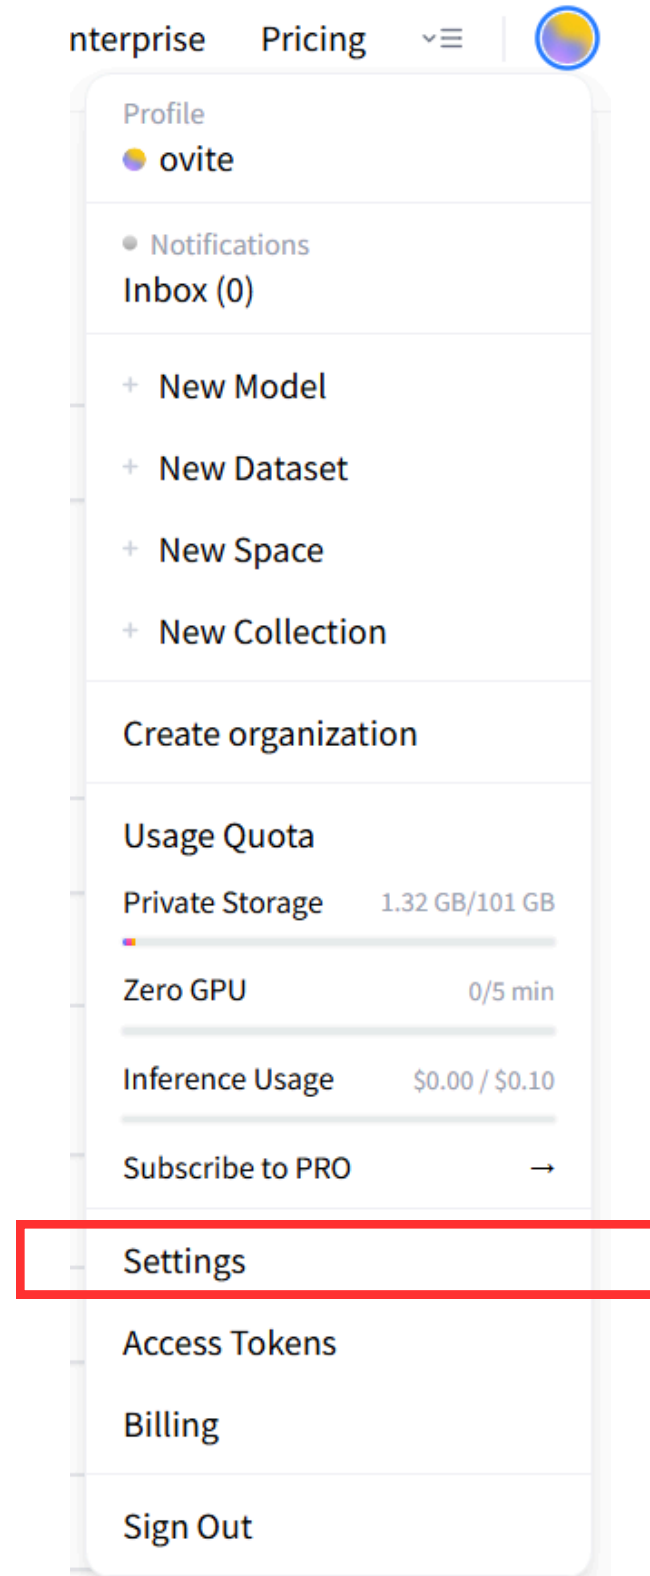 nterprise Pricing
Profile
ovite
Notifications
Inbox (0)
+ New Model
+ New Dataset
+ New Space
+ New Collection
Create organization
Usage Quota
Private Storage 1.32 GB/101 GB
Zero GPU 0/5 min
Inference Usage $0.00 / $0.10
Subscribe to PRO →
Settings
Access Tokens
Billing
Sign Out